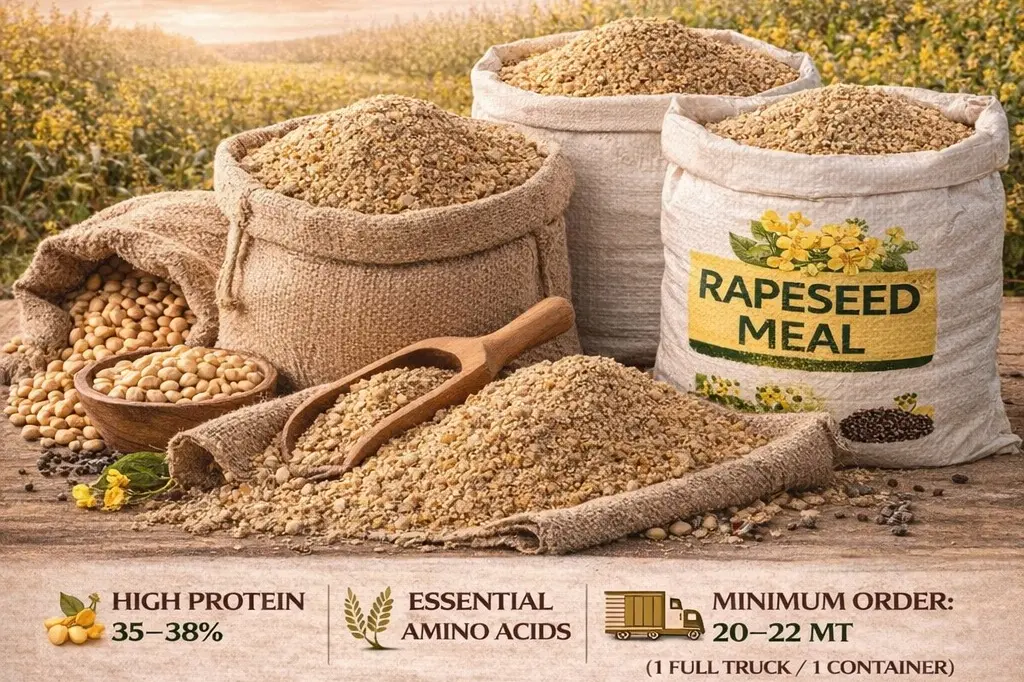 RAPESEED
MEAL
HIGH PROTEIN
35–38%
ESSENTIAL
AMINO ACIDS
MINIMUM ORDER:
20–22 MT
(1 FULL TRUCK / 1 CONTAINER)